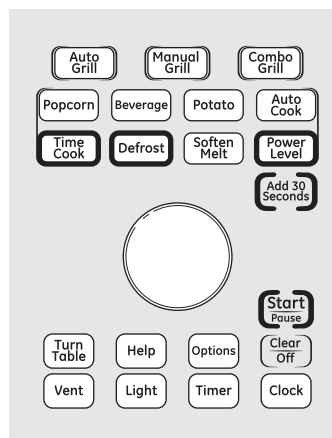 Auto
Grill
Manual
Grill
Combo
Grill
Popcorn
Beverage
Potato
Auto
Cook
Time
Cook
Defrost
Soften
Melt
Power
Level
Add 30
Seconds
Start
Pause
Turn
Table
Help
Options
Clear
Off
Vent
Light
Timer
Clock